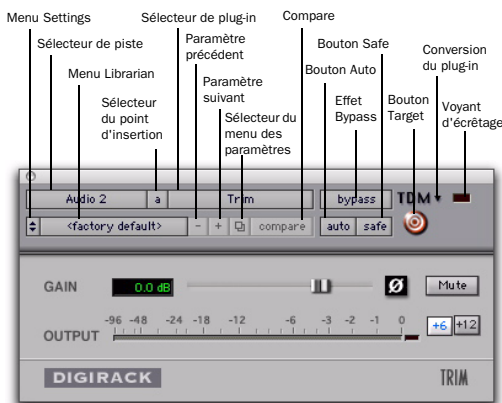 Menu Settings
Sélecteur de plug-in
Compare
Sélecteur de piste
Paramètre
précédent
Bouton Safe
Conversion
du plug-in
Menu Librarian
Paramètre
suivant
Bouton Auto
Sélecteur
du point
d'insertion
Effet
Bypass
Bouton
Target
Voyant
d'écrêtage
Sélecteur du
menu des
paramètres
Audio 2 a Trim bypass TDM
<factory default> - + compare auto safe
GAIN 0.0 dB Ø Mute
-96 -48 -24 -18 -12 -6 -3 -2 -1 0
OUTPUT +6 +12
DIGIRACK TRIM